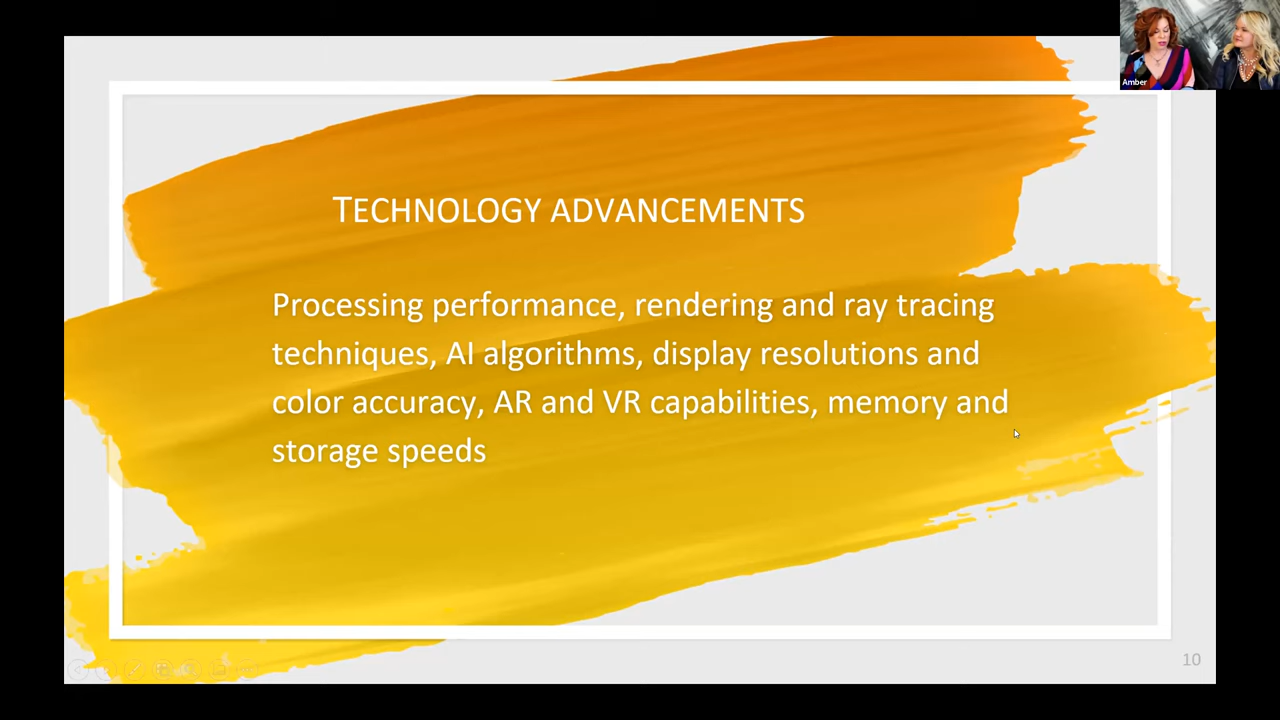 Amber
TECHNOLOGY ADVANCEMENTS
Processing performance, rendering and ray tracing
techniques, AI algorithms, display resolutions and
color accuracy, AR and VR capabilities, memory and
storage speeds
10